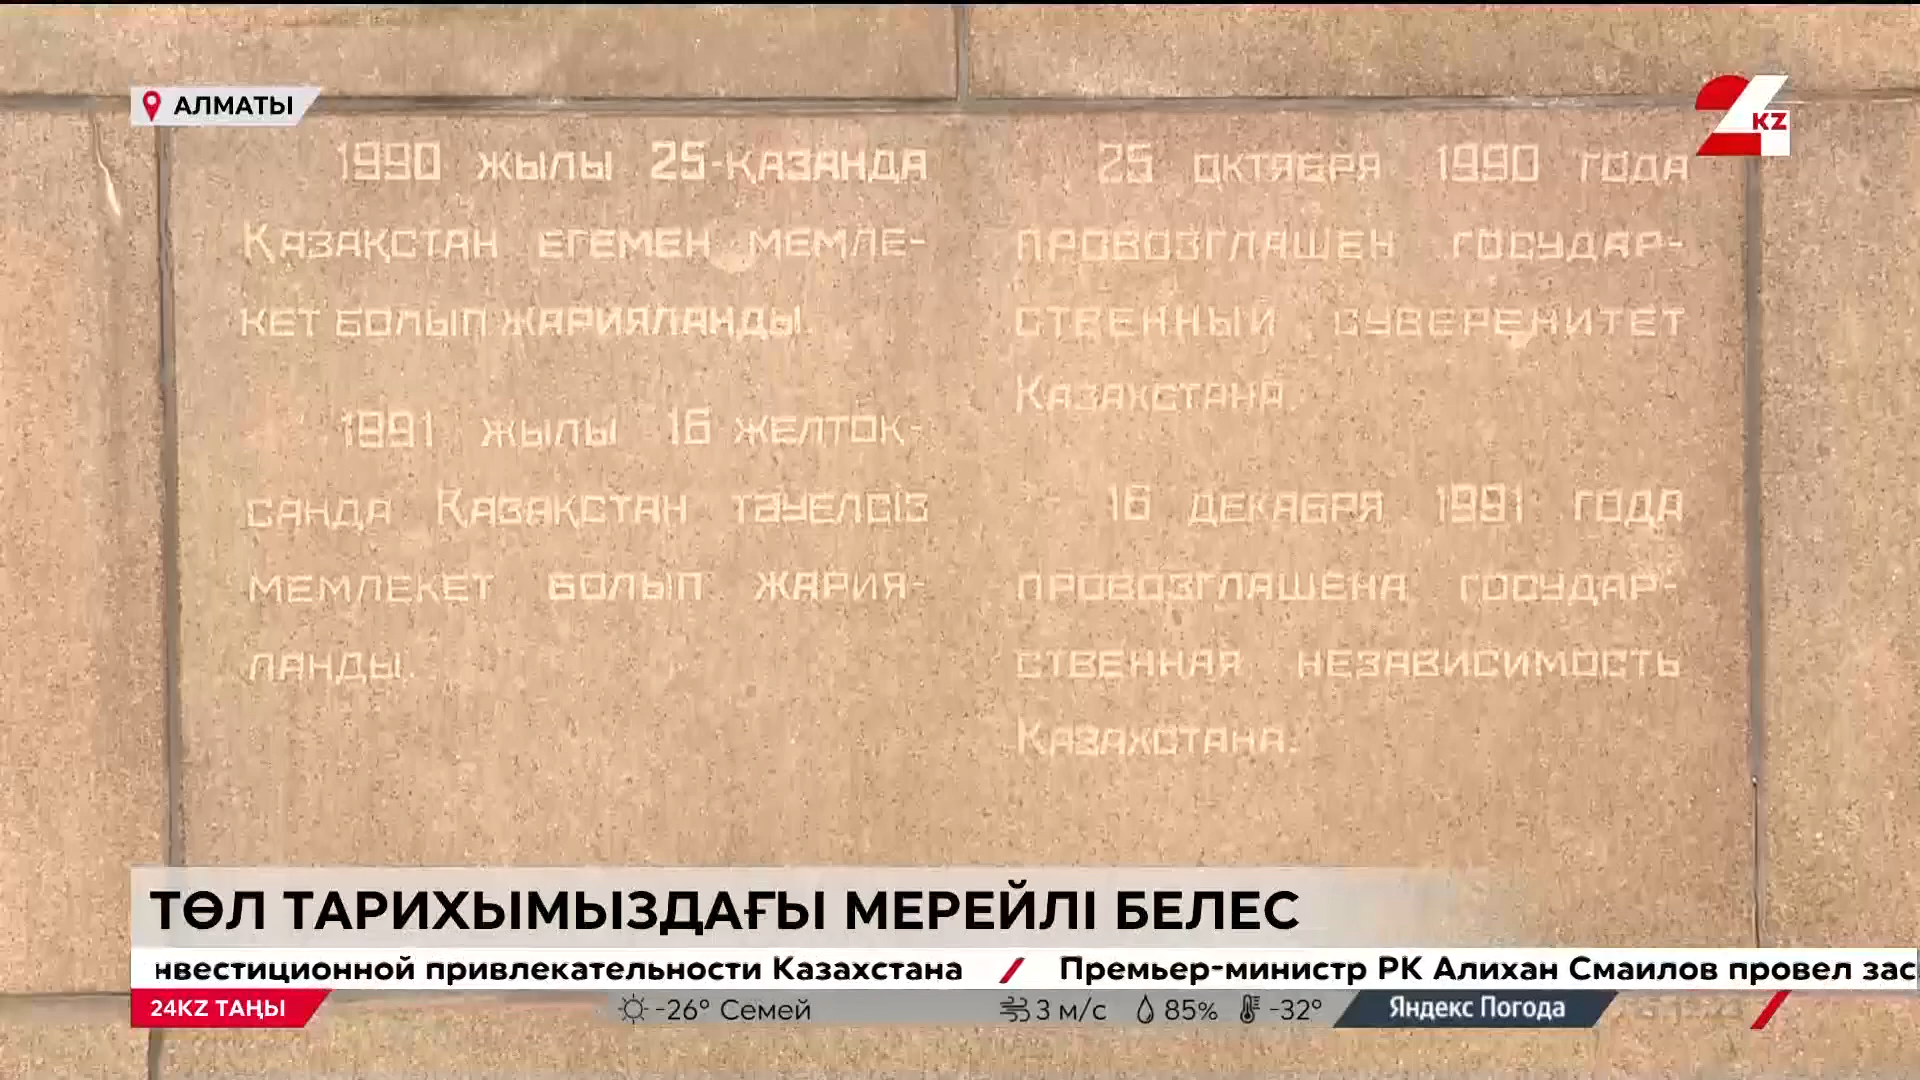 АЛМАТЫ
24KZ
1990 жылы 25-қазанда
Қазақстан егемен мемле-
кет болып жарияланды.
1991 жылы 16 желтоқ-
санда Қазақстан тәуелсіз
мемлекет болып жария-
ланды.
25 октября 1990 года
провозглашен государ-
ственный суверенитет
Казахстана.
16 декабря 1991 года
провозглашена государ-
ственная независимость
Казахстана.
ТӨЛ ТАРИХЫМЫЗДАҒЫ МЕРЕЙЛІ БЕЛЕС
нвестиционной привлекательности Казахстана / Премьер-министр РК Алихан Смаилов провел зас
24KZ ТАҢЫ -26° Семей 3 м/с 85% -32° Яндекс Погода